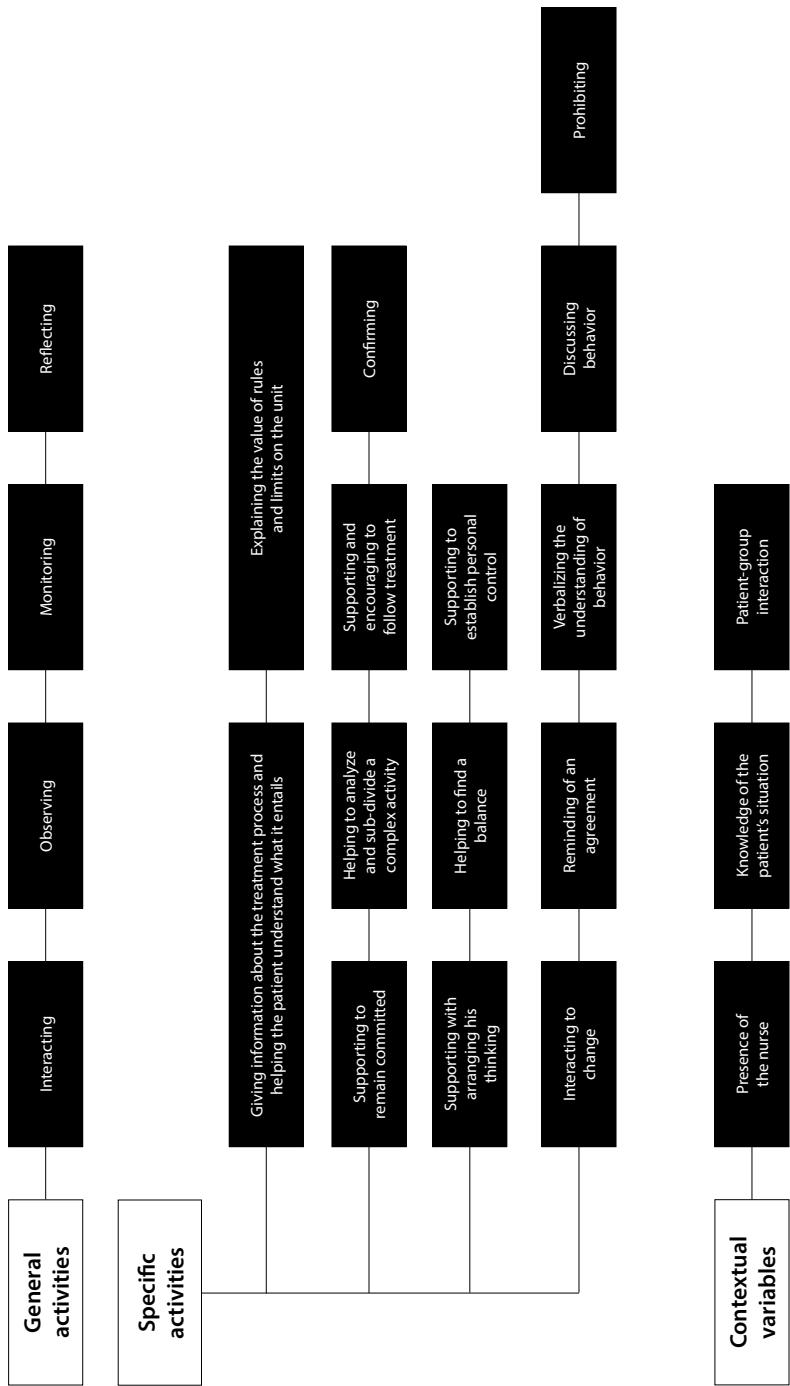 General
activities
Interacting
Observing
Monitoring
Reflecting
Specific
activities
Giving information about the treatment process and
helping the patient understand what it entails
Explaining the value of rules
and limits on the unit
Supporting to
remain committed
Helping to analyze
and sub-divide a
complex activity
Supporting and
encouraging to
follow treatment
Confirming
Supporting with
arranging his
thinking
Helping to find a
balance
Supporting to
establish personal
control
Interacting to
change
Reminding of an
agreement
Verbalizing the
understanding of
behavior
Discussing
behavior
Prohibiting
Contextual
variables
Presence of
the nurse
Knowledge of the
patient's situation
Patient-group
interaction